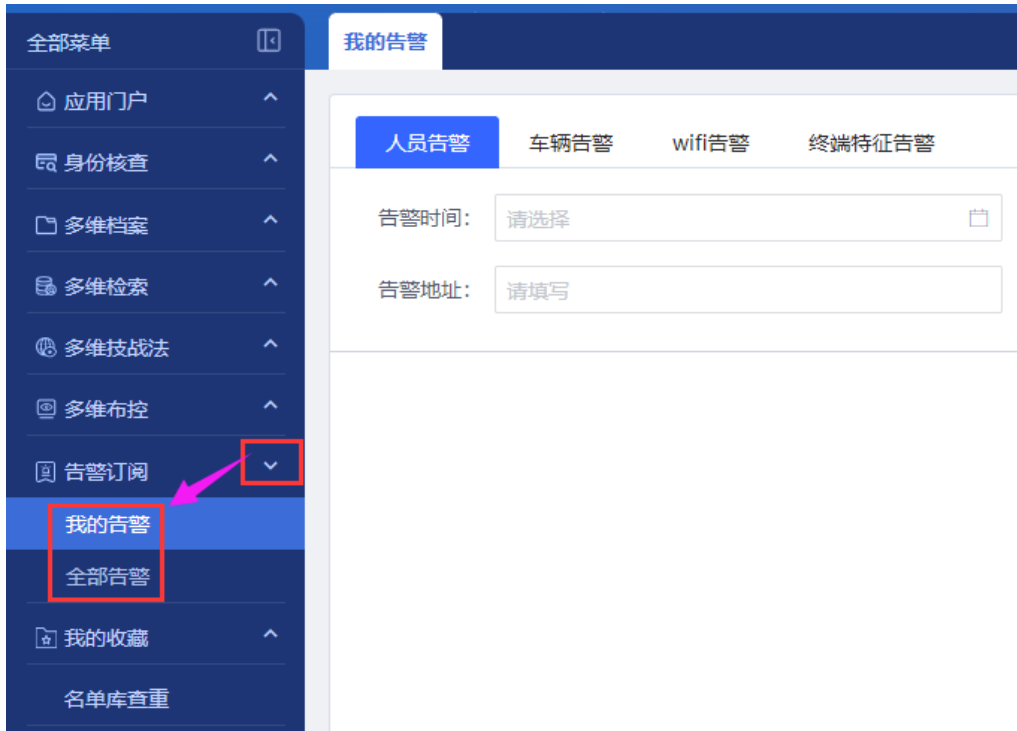 全部菜单
应用门户
身份核查
多维档案
多维检索
多维技战法
多维布控
告警订阅
我的告警
全部告警
我的收藏
名单库查重
我的告警
人员告警 车辆告警 wifi告警 终端特征告警
告警时间： 请选择
告警地址： 请填写